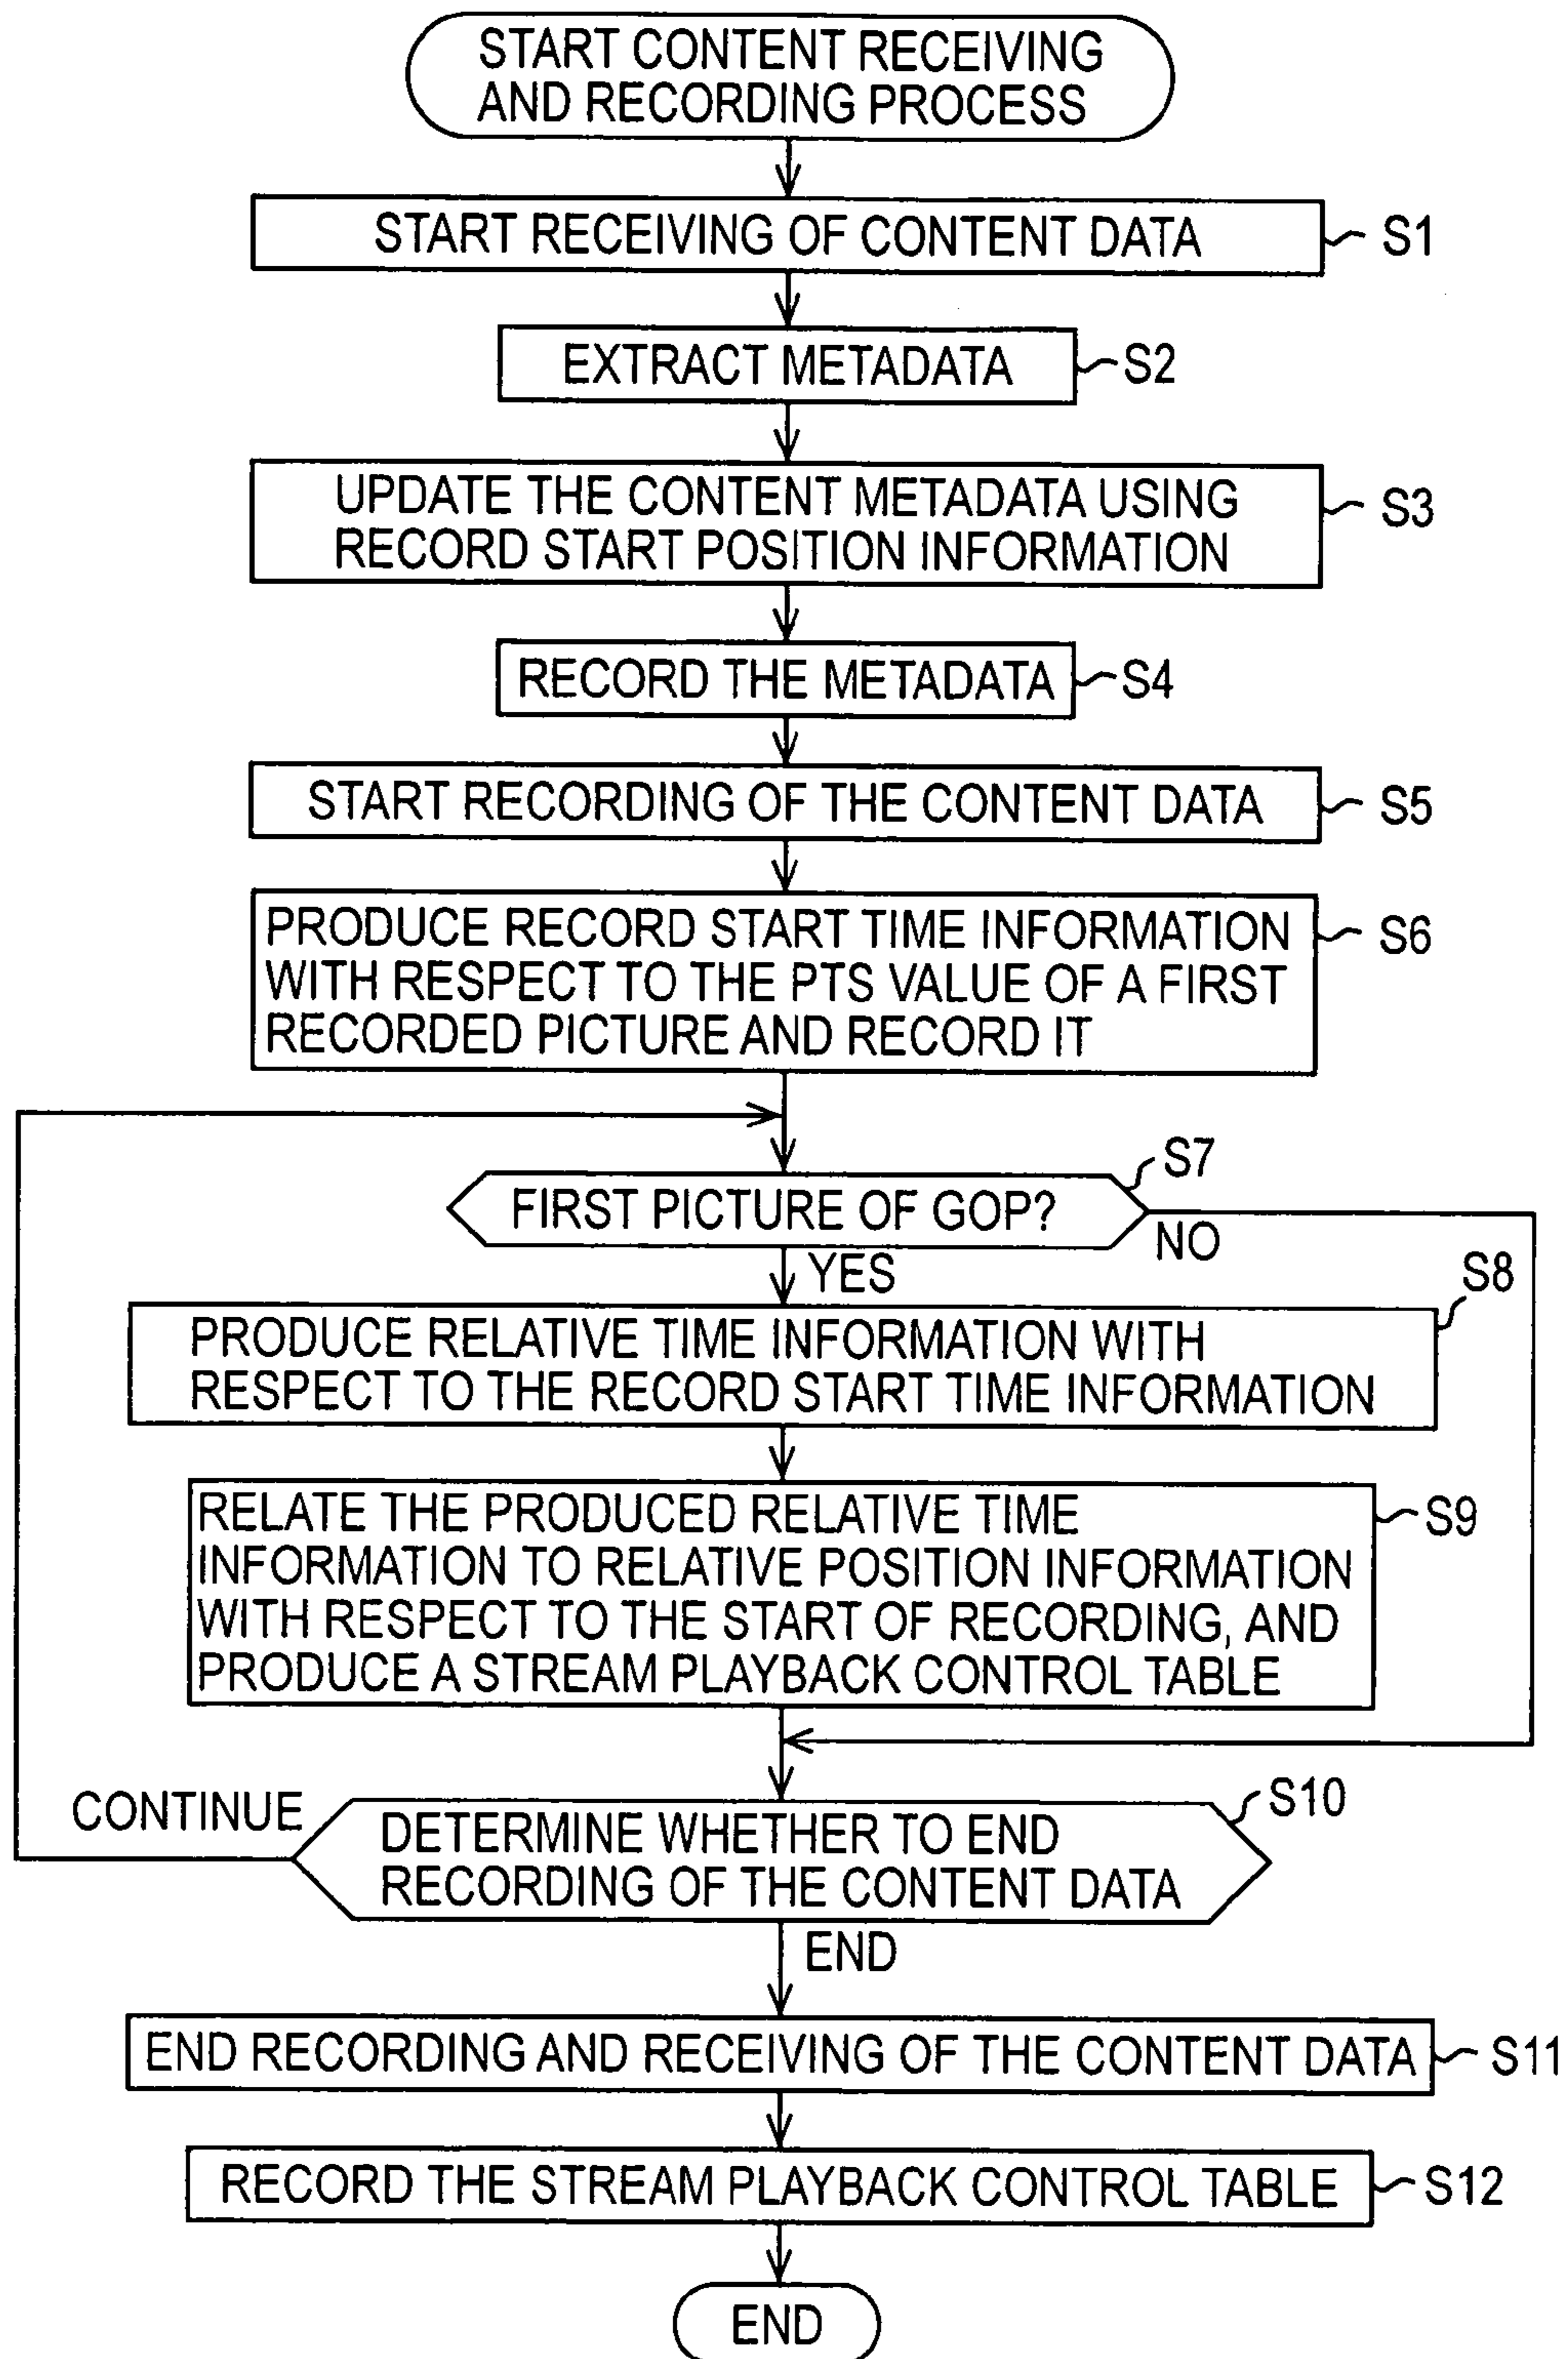 START CONTENT RECEIVING
AND RECORDING PROCESS
START RECEIVING OF CONTENT DATA
S1
EXTRACT METADATA
S2
UPDATE THE CONTENT METADATA USING
RECORD START POSITION INFORMATION
S3
RECORD THE METADATA
S4
START RECORDING OF THE CONTENT DATA
S5
PRODUCE RECORD START TIME INFORMATION
WITH RESPECT TO THE PTS VALUE OF A FIRST
RECORDED PICTURE AND RECORD IT
S6
S7
FIRST PICTURE OF GOP?
NO
YES
S8
PRODUCE RELATIVE TIME INFORMATION WITH
RESPECT TO THE RECORD START TIME INFORMATION
RELATE THE PRODUCED RELATIVE TIME
INFORMATION TO RELATIVE POSITION INFORMATION
WITH RESPECT TO THE START OF RECORDING, AND
PRODUCE A STREAM PLAYBACK CONTROL TABLE
S9
CONTINUE
S10
DETERMINE WHETHER TO END
RECORDING OF THE CONTENT DATA
END
END RECORDING AND RECEIVING OF THE CONTENT DATA
S11
RECORD THE STREAM PLAYBACK CONTROL TABLE
S12
END